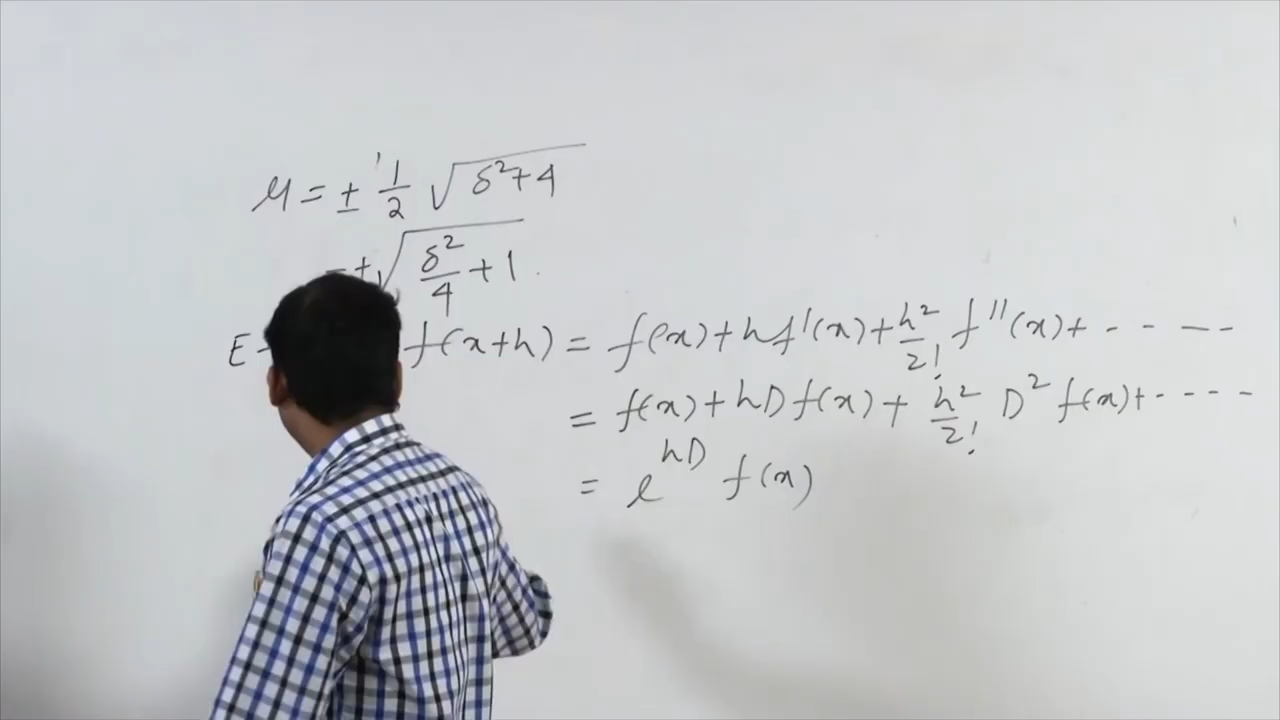 μ = ± 1/2 √(δ²+4)
= ± √(δ²/4 + 1)
E f(x+h) = f(x) + h f'(x) + h²/2! f''(x) + - - - -
= f(x) + hD f(x) + h²/2! D² f(x) + - - - -
= e^{hD} f(x)